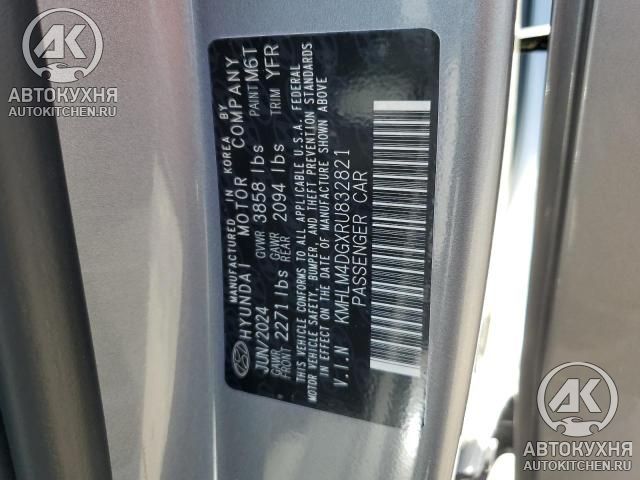 MANUFACTURED IN KOREA BY
HYUNDAI MOTOR COMPANY
JUN/2024 GVWR 3858 lbs PAINT M6T
GAWR FRONT 2271 lbs GAWR REAR 2094 lbs TRIM YFR
THIS VEHICLE CONFORMS TO ALL APPLICABLE U.S.A. FEDERAL
MOTOR VEHICLE SAFETY, BUMPER, AND THEFT PREVENTION STANDARDS
IN EFFECT ON THE DATE OF MANUFACTURE SHOWN ABOVE
V.I.N KMHLM4DGXRU832821
PASSENGER CAR
AK
АВТОКУХНЯ
AUTOKITCHEN.RU
AK
АВТОКУХНЯ
AUTOKITCHEN.RU